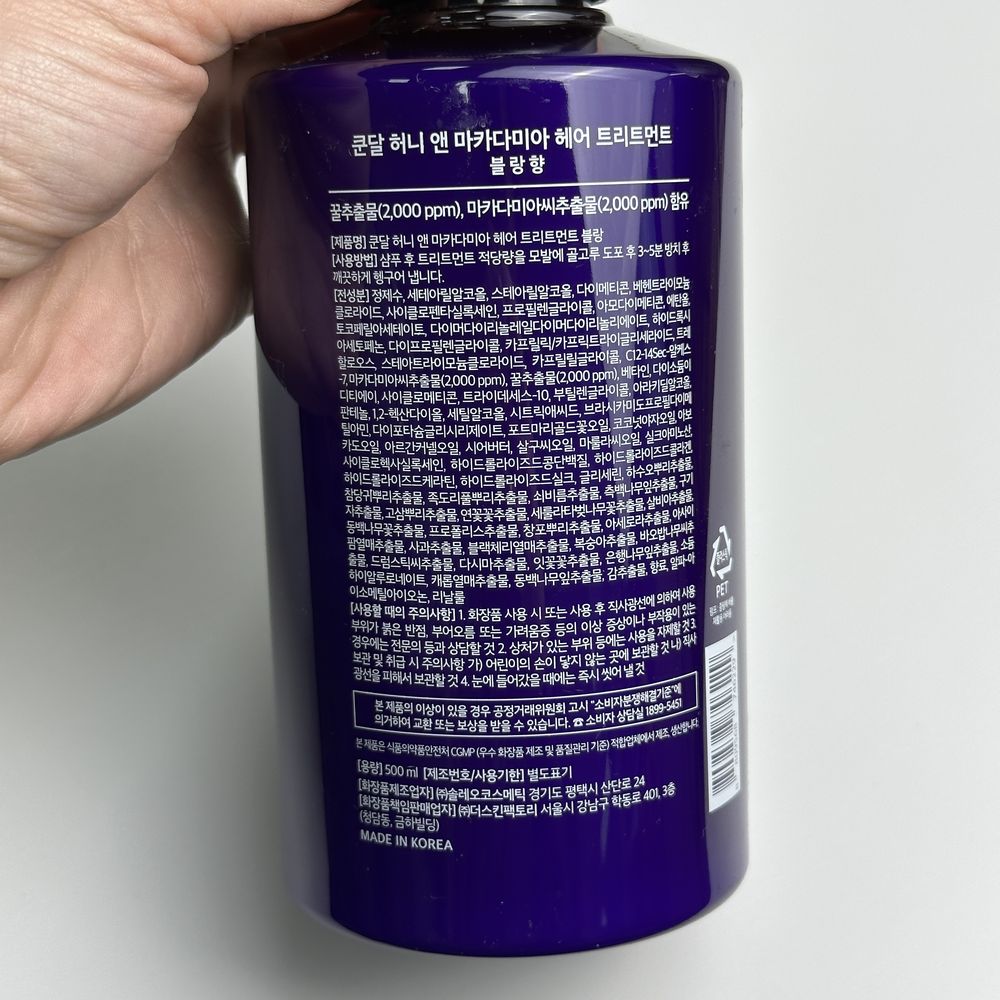 쿤달 허니 앤 마카다미아 헤어 트리트먼트
블랑향
꿀추출물(2,000 ppm), 마카다미아씨추출물(2,000 ppm) 함유
[제품명] 쿤달 허니 앤 마카다미아 헤어 트리트먼트 블랑
[사용방법] 샴푸 후 트리트먼트 적당량을 모발에 골고루 도포 후 3~5분 방치 후
깨끗하게 헹구어 냅니다.
[전성분] 정제수, 세테아릴알코올, 스테아릴알코올, 다이메티콘, 베헨트라이모늄
클로라이드, 사이클로펜타실록세인, 프로필렌글라이콜, 아모다이메티콘, 에탄올,
토코페릴아세테이트, 다이머다이리놀레일다이머다이리놀리에이트, 하이드록시
아세토페논, 다이프로필렌글라이콜, 카프릴릭/카프릭트라이글리세라이드, 트레
할로오스, 스테아트라이모늄클로라이드, 카프릴릴글라이콜, C12-14Sec-알케스
-7, 마카다미아씨추출물(2,000 ppm), 꿀추출물(2,000 ppm), 베타인, 다이소듐이
디티에이, 사이클로메티콘, 트라이데세스-10, 부틸렌글라이콜, 아라키딜알코올,
판테놀, 1,2-헥산다이올, 세틸알코올, 시트릭애씨드, 브라시카미도프로필다이메
틸아민, 다이포타슘글리시리제이트, 포트마리골드꽃오일, 코코넛야자오일, 아보
카도오일, 아르간커넬오일, 시어버터, 살구씨오일, 마룰라씨오일, 실크아미노산,
사이클로헥사실록세인, 하이드롤라이즈드콩단백질, 하이드롤라이즈드콜라겐,
하이드롤라이즈드케라틴, 하이드롤라이즈드실크, 글리세린, 하수오뿌리추출물,
참당귀뿌리추출물, 족도리풀뿌리추출물, 쇠비름추출물, 측백나무잎추출물, 구기
자추출물, 고삼뿌리추출물, 연꽃꽃추출물, 세룰라타벚나무꽃추출물, 살비아추출물,
동백나무꽃추출물, 프로폴리스추출물, 창포뿌리추출물, 아세로라추출물, 아사이
팜열매추출물, 사과추출물, 블랙체리열매추출물, 복숭아추출물, 바오밥나무씨추
출물, 드럼스틱씨추출물, 다시마추출물, 잇꽃꽃추출물, 은행나무잎추출물, 소듐
하이알루로네이트, 캐롭열매추출물, 동백나무잎추출물, 감추출물, 향료, 알파-아
이소메틸아이오논, 리날룰
[사용할 때의 주의사항] 1. 화장품 사용 시 또는 사용 후 직사광선에 의하여 사용
부위가 붉은 반점, 부어오름 또는 가려움증 등의 이상 증상이나 부작용이 있는
경우에는 전문의 등과 상담할 것 2. 상처가 있는 부위 등에는 사용을 자제할 것 3.
보관 및 취급 시 주의사항 가) 어린이의 손이 닿지 않는 곳에 보관할 것 나) 직사
광선을 피해서 보관할 것 4. 눈에 들어갔을 때에는 즉시 씻어 낼 것
본 제품의 이상이 있을 경우 공정거래위원회 고시 "소비자분쟁해결기준"에
의거하여 교환 또는 보상을 받을 수 있습니다. ☎ 소비자 상담실 1899-5451
본 제품은 식품의약품안전처 CGMP (우수 화장품 제조 및 품질관리 기준) 적합업체에서 제조, 생산합니다.
[용량] 500 ml [제조번호/사용기한] 별도표기
[화장품제조업자] ㈜솔레오코스메틱 경기도 평택시 산단로 24
[화장품책임판매업자] ㈜더스킨팩토리 서울시 강남구 학동로 401, 3층
(청담동, 금하빌딩)
MADE IN KOREA
PET